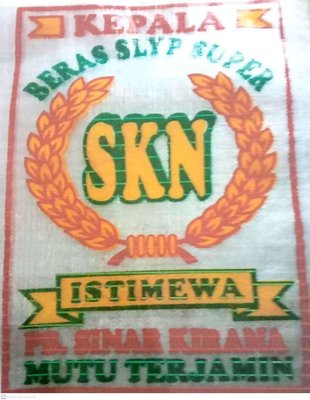 KEPALA
BERAS SLYP SUPER
SKN
ISTIMEWA
PB. SINAR KIRANA
MUTU TERJAMIN